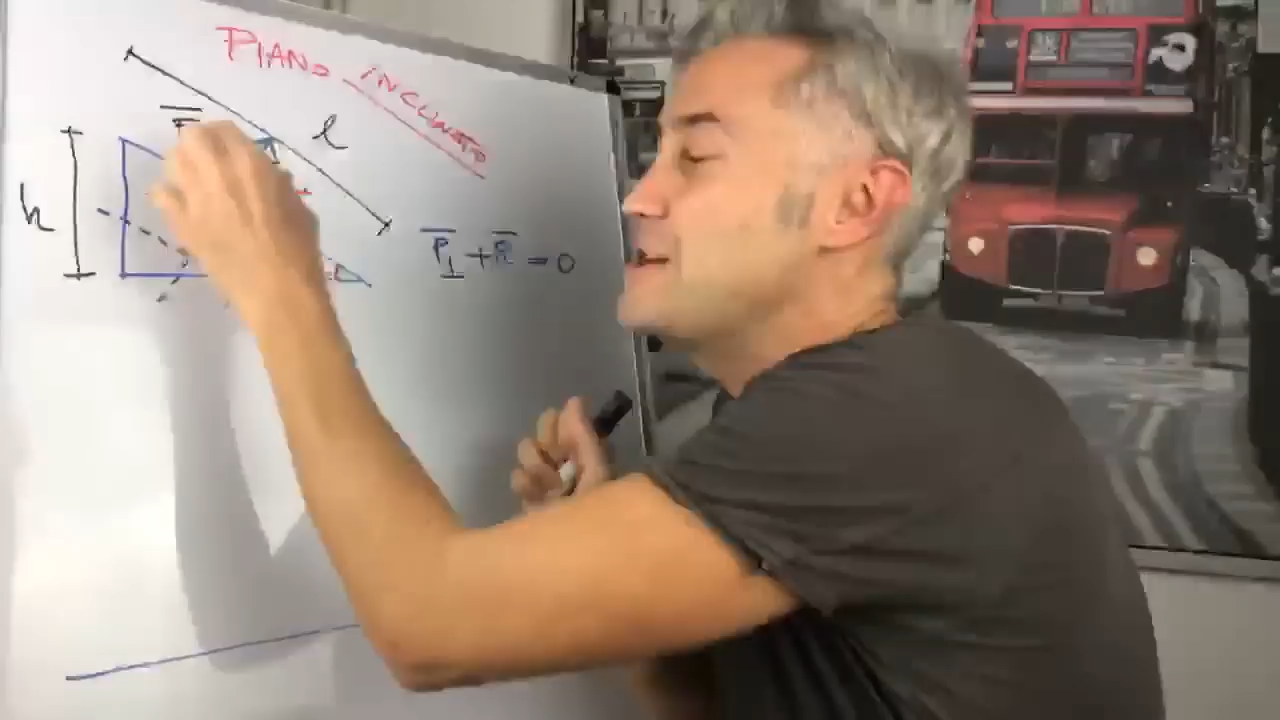 PIANO INCLINATO
l
F
h
P⊥ + R = 0